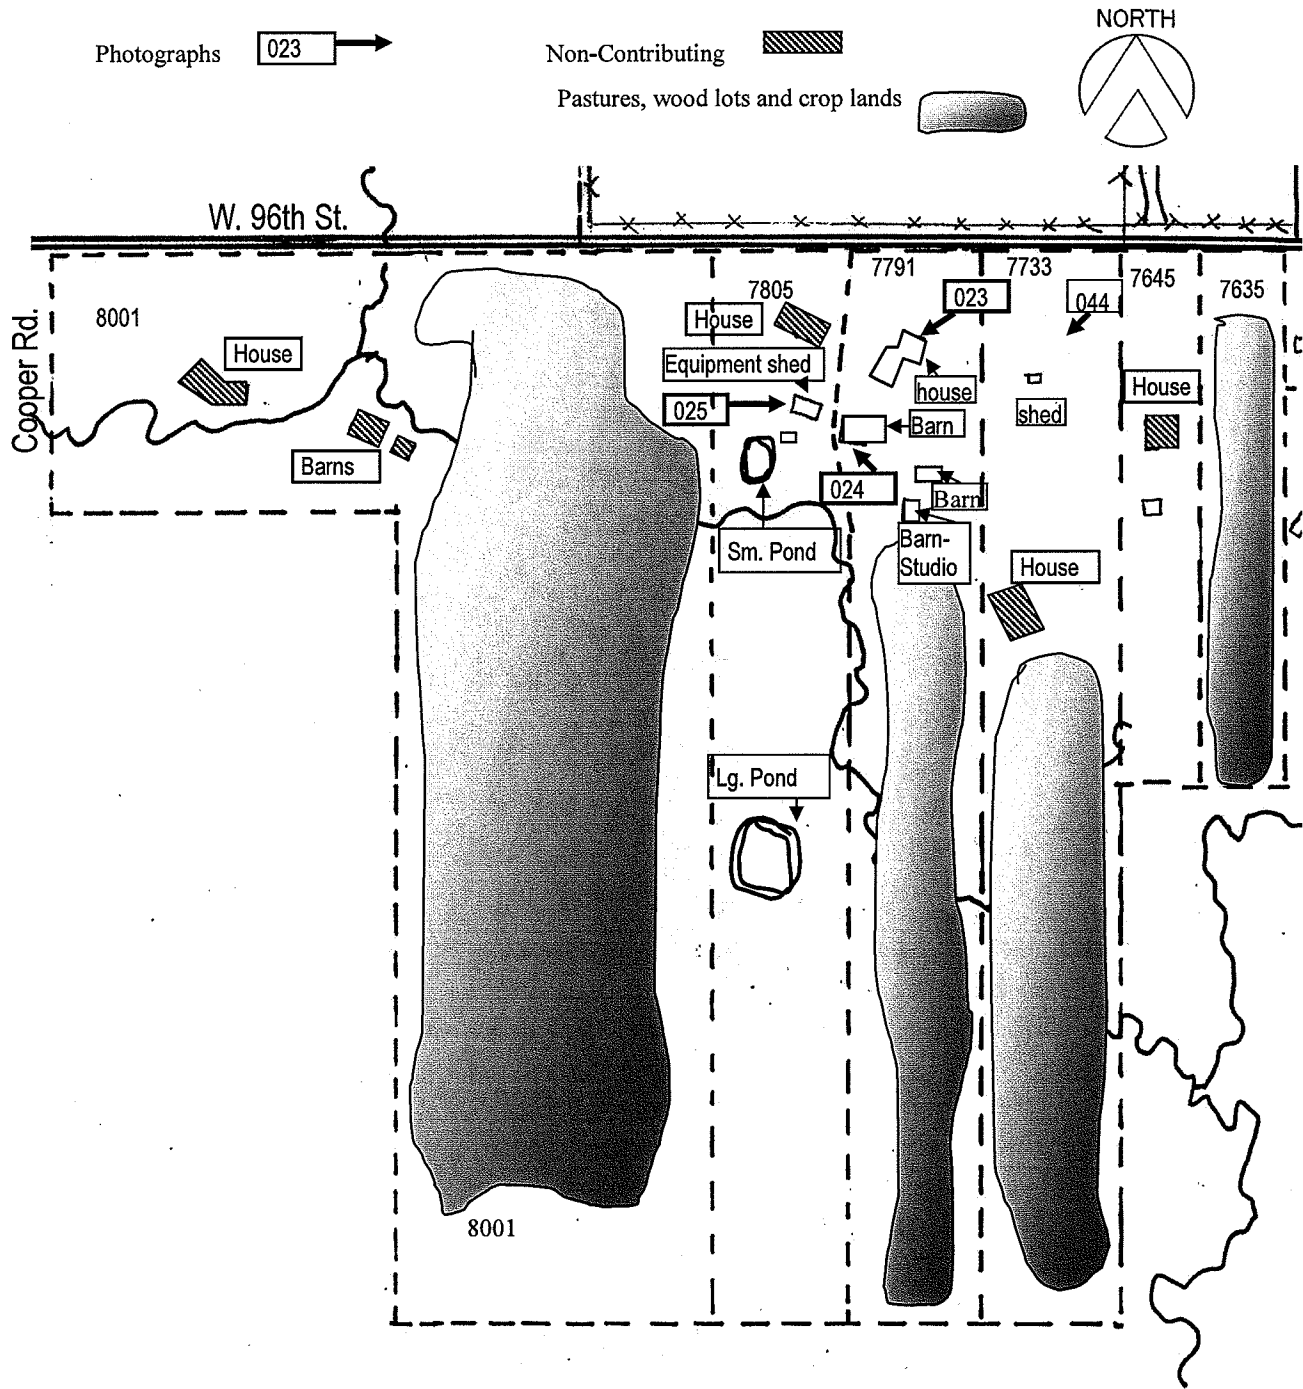 NORTH
Photographs 023
Non-Contributing
Pastures, wood lots and crop lands
W. 96th St.
Cooper Rd.
8001
House
Barns
7805
House
Equipment shed
025
Sm. Pond
Lg. Pond
7791
023
house
Barn
024
Barn
Barn-
Studio
7733
044
shed
House
7645
House
7635
8001